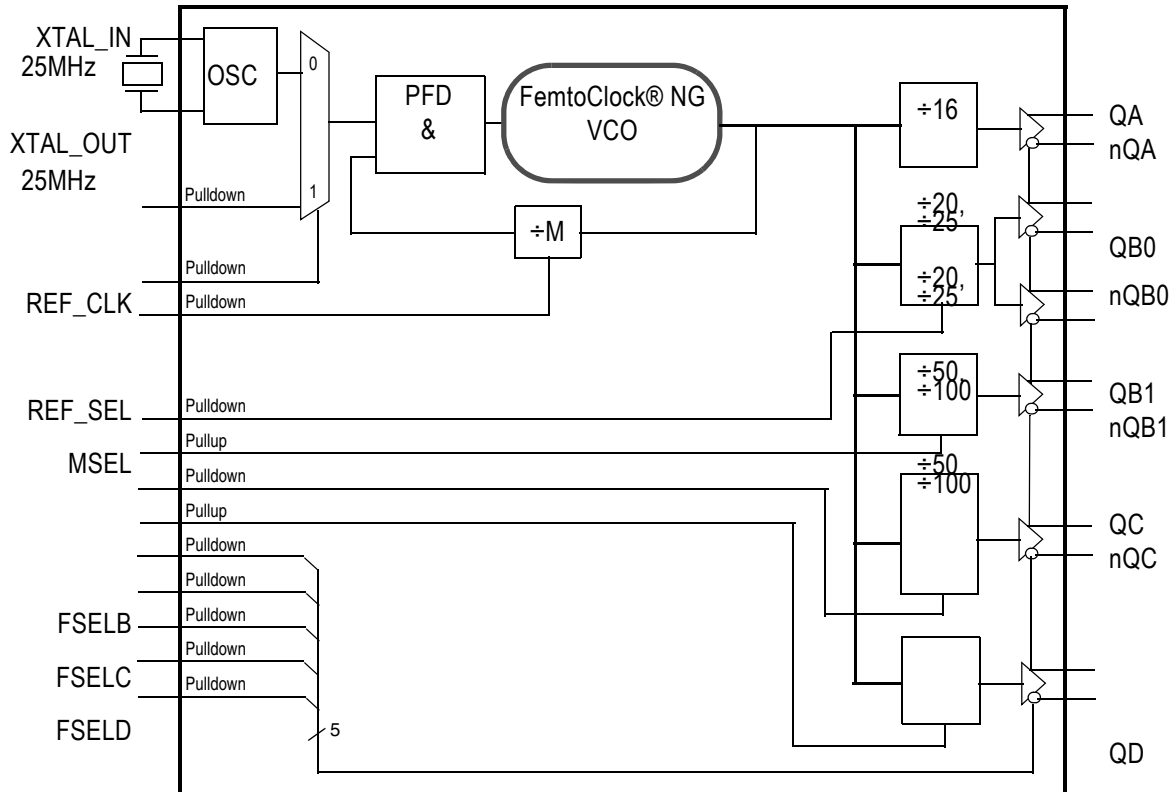 XTAL_IN
25MHz
OSC
0
PFD
&
FemtoClock® NG
VCO
÷16
QA
nQA
XTAL_OUT
25MHz
Pulldown
1
÷M
÷20,
÷25
÷20,
÷25
QB0
nQB0
Pulldown
REF_CLK
Pulldown
÷50,
÷100
QB1
nQB1
REF_SEL
Pulldown
Pullup
MSEL
÷50
÷100
Pulldown
Pullup
QC
nQC
Pulldown
Pulldown
FSELB
Pulldown
Pulldown
FSELC
Pulldown
FSELD
5
QD